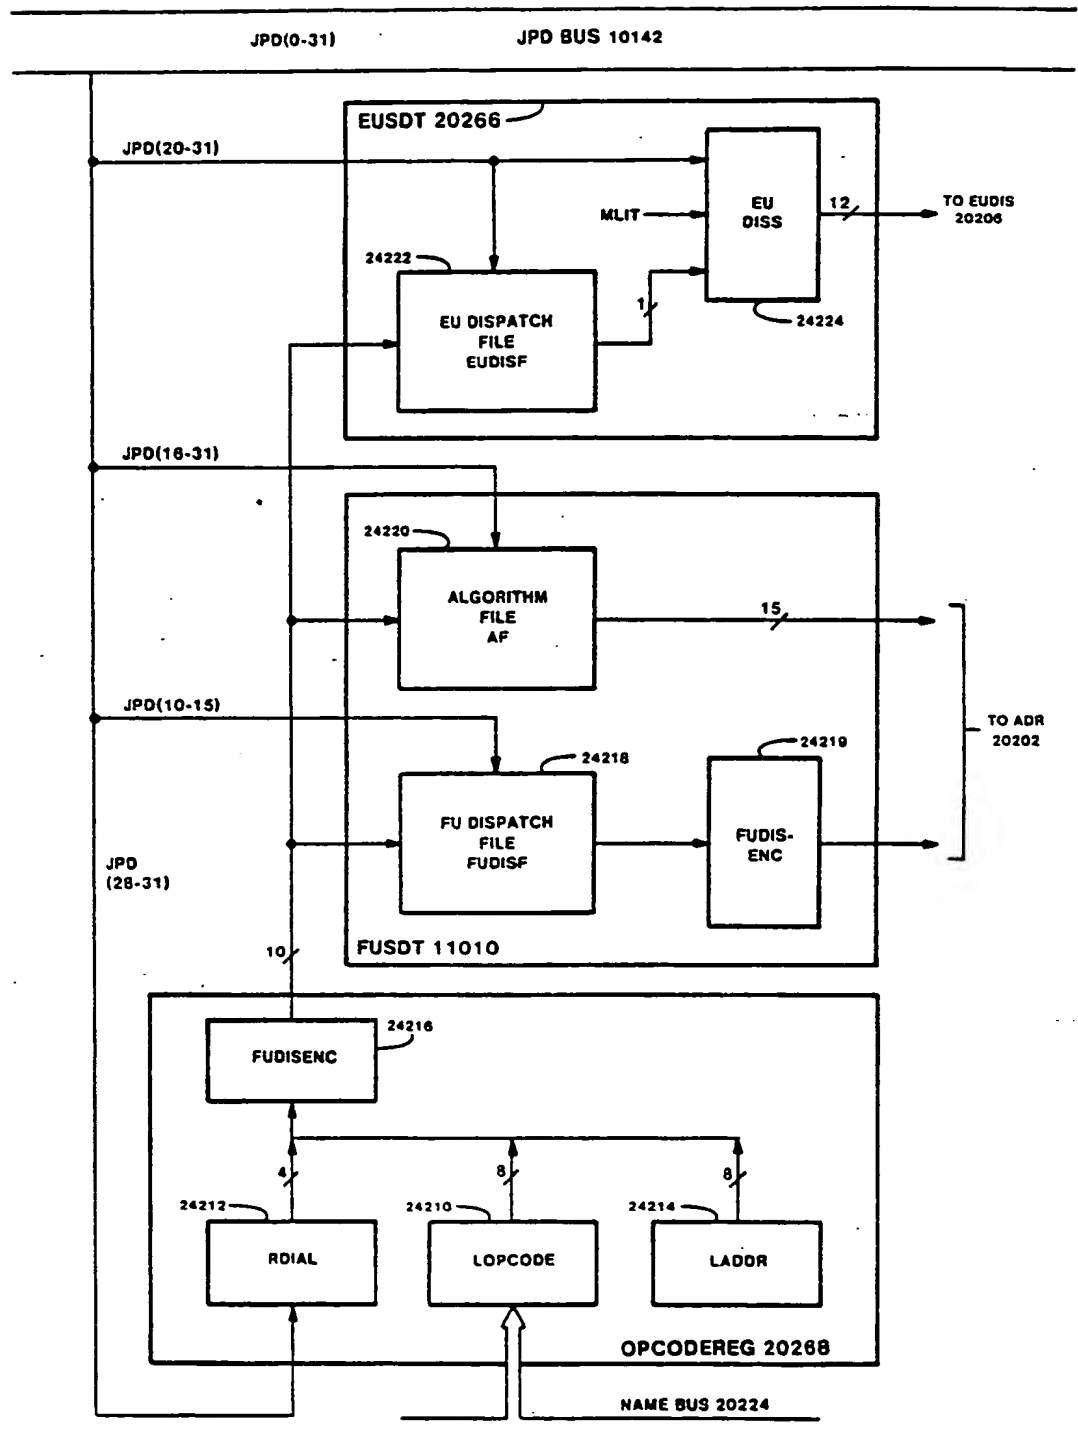 JPD(0-31)
JPD BUS 10142
EUSDT 20266
JPD(20-31)
EU
DISS
12
TO EUDIS
20206
MLIT
24222
EU DISPATCH
FILE
EUDISF
1
24224
JPD(16-31)
24220
ALGORITHM
FILE
AF
15
JPD(10-15)
TO ADR
20202
24218
24219
FU DISPATCH
FILE
FUDISF
FUDIS-
ENC
JPD
(28-31)
FUSDT 11010
10
24216
FUDISENC
4
8
8
24212
24210
24214
RDIAL
LOPCODE
LADDR
OPCODEREG 20268
NAME BUS 20224